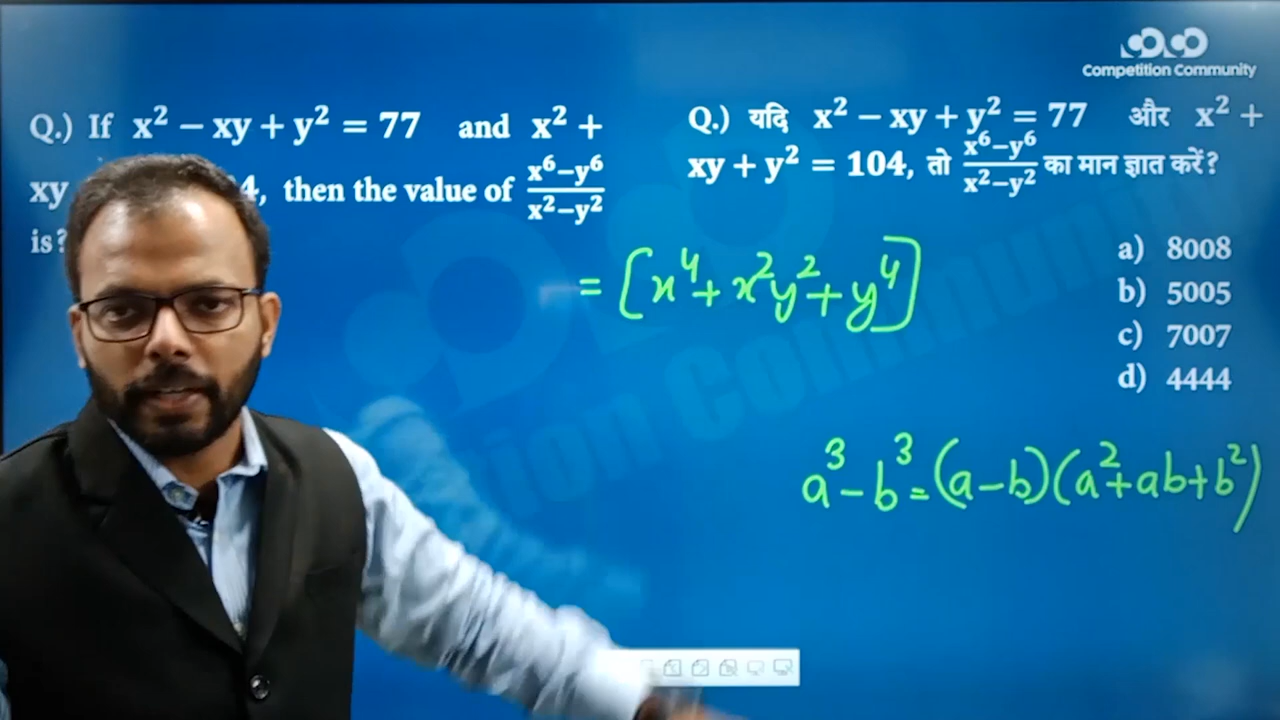 Competition Community
Q.) If x² − xy + y² = 77 and x² +
xy 4, then the value of (x⁶−y⁶)/(x²−y²)
is?
Q.) यदि x² − xy + y² = 77 और x² +
xy + y² = 104, तो (x⁶−y⁶)/(x²−y²) का मान ज्ञात करें?
= [x⁴ + x²y² + y⁴]
a) 8008
b) 5005
c) 7007
d) 4444
a³ − b³ = (a − b)(a² + ab + b²)